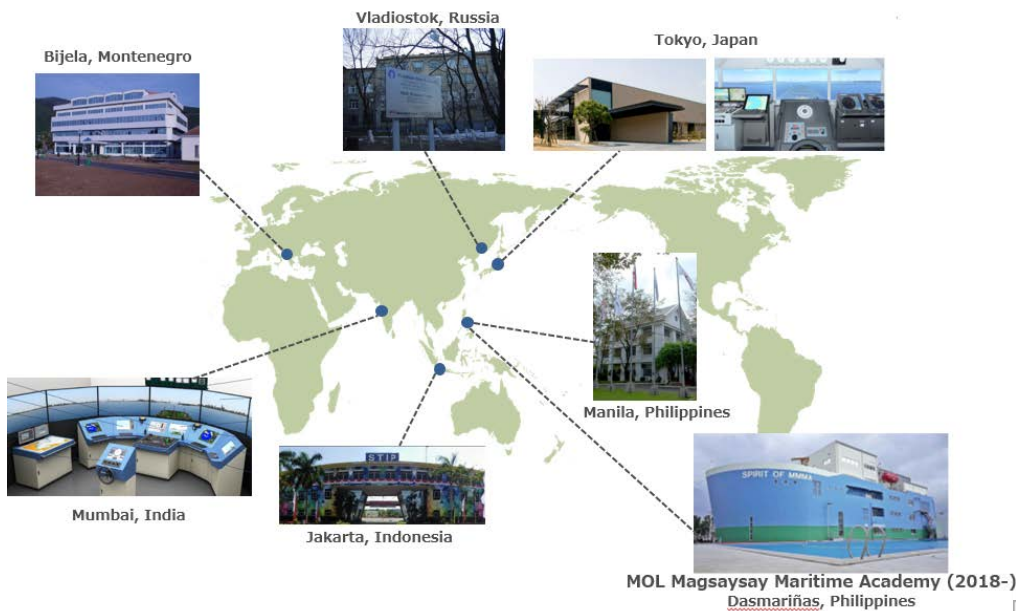 Vladiostok, Russia
Bijela, Montenegro
Tokyo, Japan
Manila, Philippines
STIP
SPIRIT OF MMMA
Mumbai, India
Jakarta, Indonesia
MOL Magsaysay Maritime Academy (2018-)
Dasmariñas, Philippines